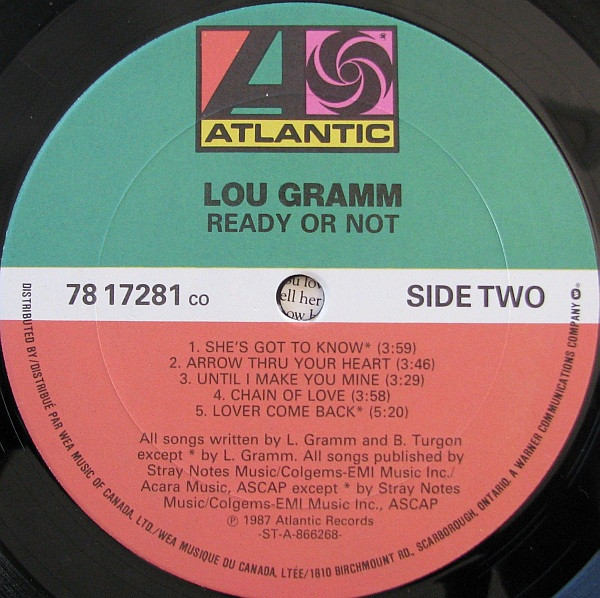 ATLANTIC
LOU GRAMM
READY OR NOT
78 17281 CO
SIDE TWO
ell her
1. SHE'S GOT TO KNOW* (3:59)
2. ARROW THRU YOUR HEART (3:46)
3. UNTIL I MAKE YOU MINE (3:29)
4. CHAIN OF LOVE (3:58)
5. LOVER COME BACK* (5:20)
All songs written by L. Gramm and B. Turgon
except * by L. Gramm. All songs published by
Stray Notes Music/Colgems-EMI Music Inc./
Acara Music, ASCAP except * by Stray Notes
Music/Colgems-EMI Music Inc., ASCAP
℗ 1987 Atlantic Records
-ST-A-866268-
DISTRIBUTED BY/DISTRIBUÉ PAR WEA MUSIC OF CANADA, LTD./WEA MUSIQUE DU CANADA, LTÉE/1810 BIRCHMOUNT RD., SCARBOROUGH, ONTARIO. A WARNER COMMUNICATIONS COMPANY